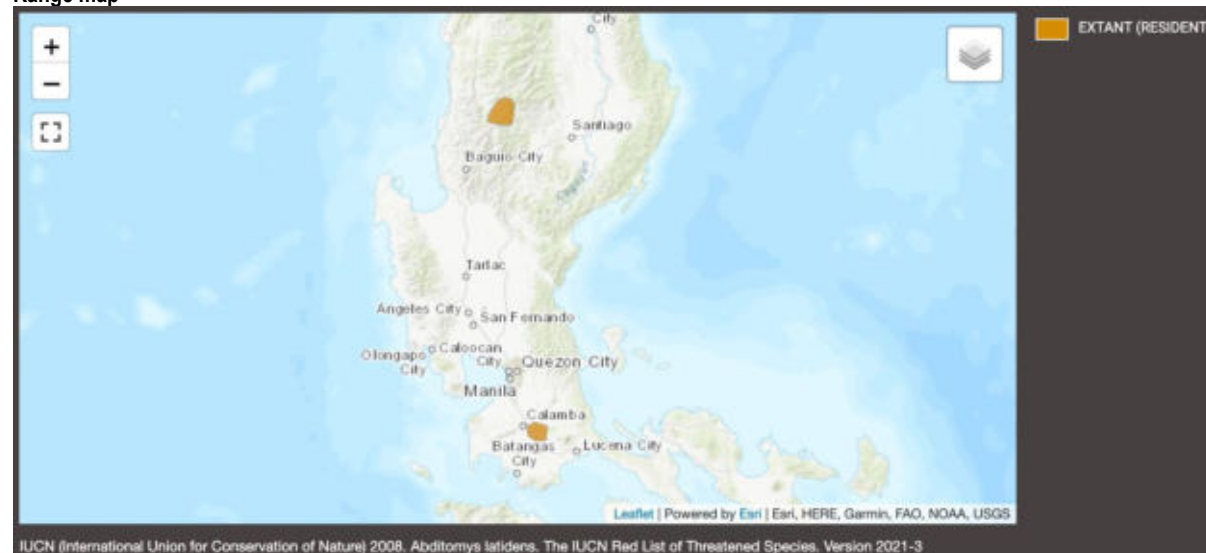 Range map
EXTANT (RESIDENT
+
−
City
Santiago
Baguio City
Cagayan
Tarlac
Angeles City
San Fernando
Olongapo City
Caloocan City
Quezon City
Manila
Calamba
Batangas City
Lucena City
Leaflet | Powered by Esri | Esri, HERE, Garmin, FAO, NOAA, USGS
IUCN (International Union for Conservation of Nature) 2008. Abditomys latidens. The IUCN Red List of Threatened Species. Version 2021-3